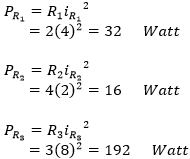 P_{R_1} = R_1 i_{R_1}^2
= 2(4)^2 = 32 Watt
P_{R_2} = R_2 i_{R_2}^2
= 4(2)^2 = 16 Watt
P_{R_3} = R_3 i_{R_3}^2
= 3(8)^2 = 192 Watt